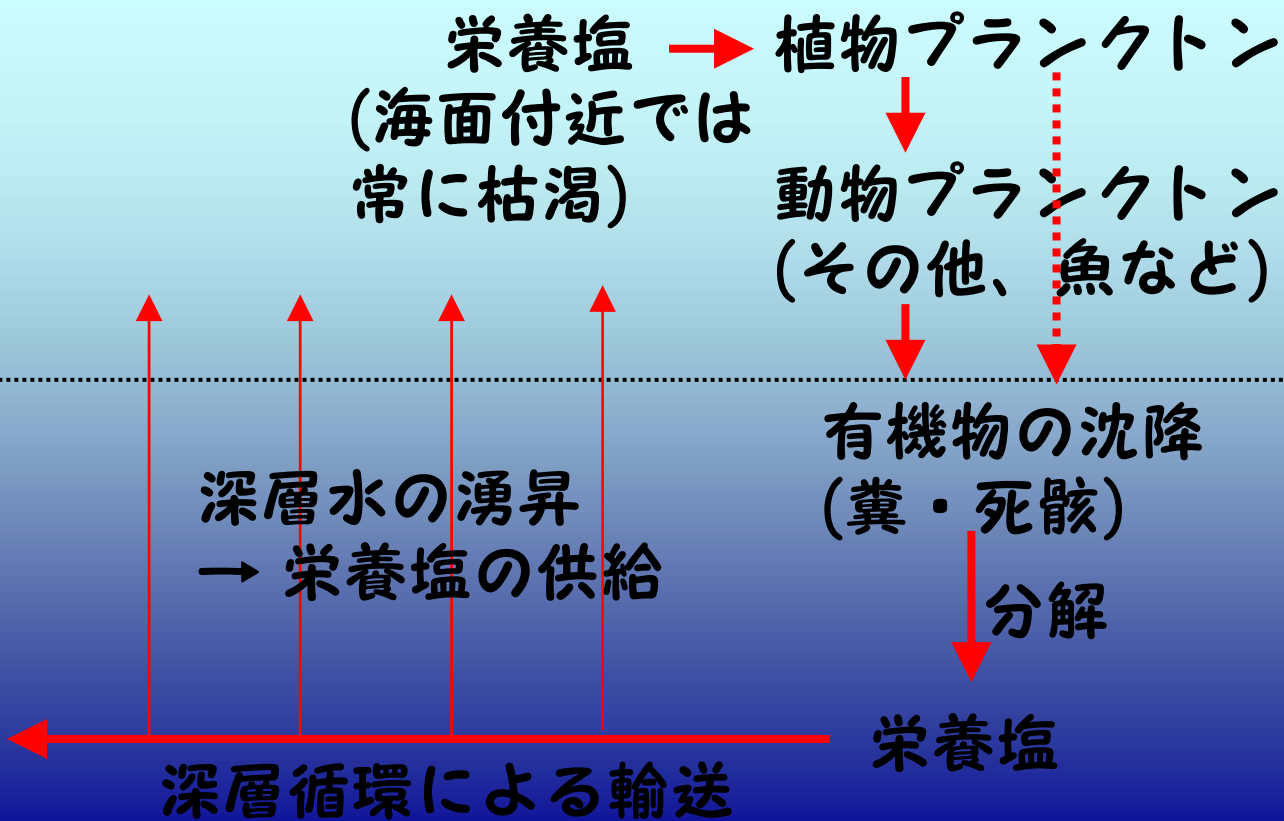 栄養塩 → 植物プランクトン
(海面付近では
常に枯渇)
動物プランクトン
(その他、魚など)
有機物の沈降
(糞・死骸)
深層水の湧昇
→ 栄養塩の供給
分解
栄養塩
深層循環による輸送